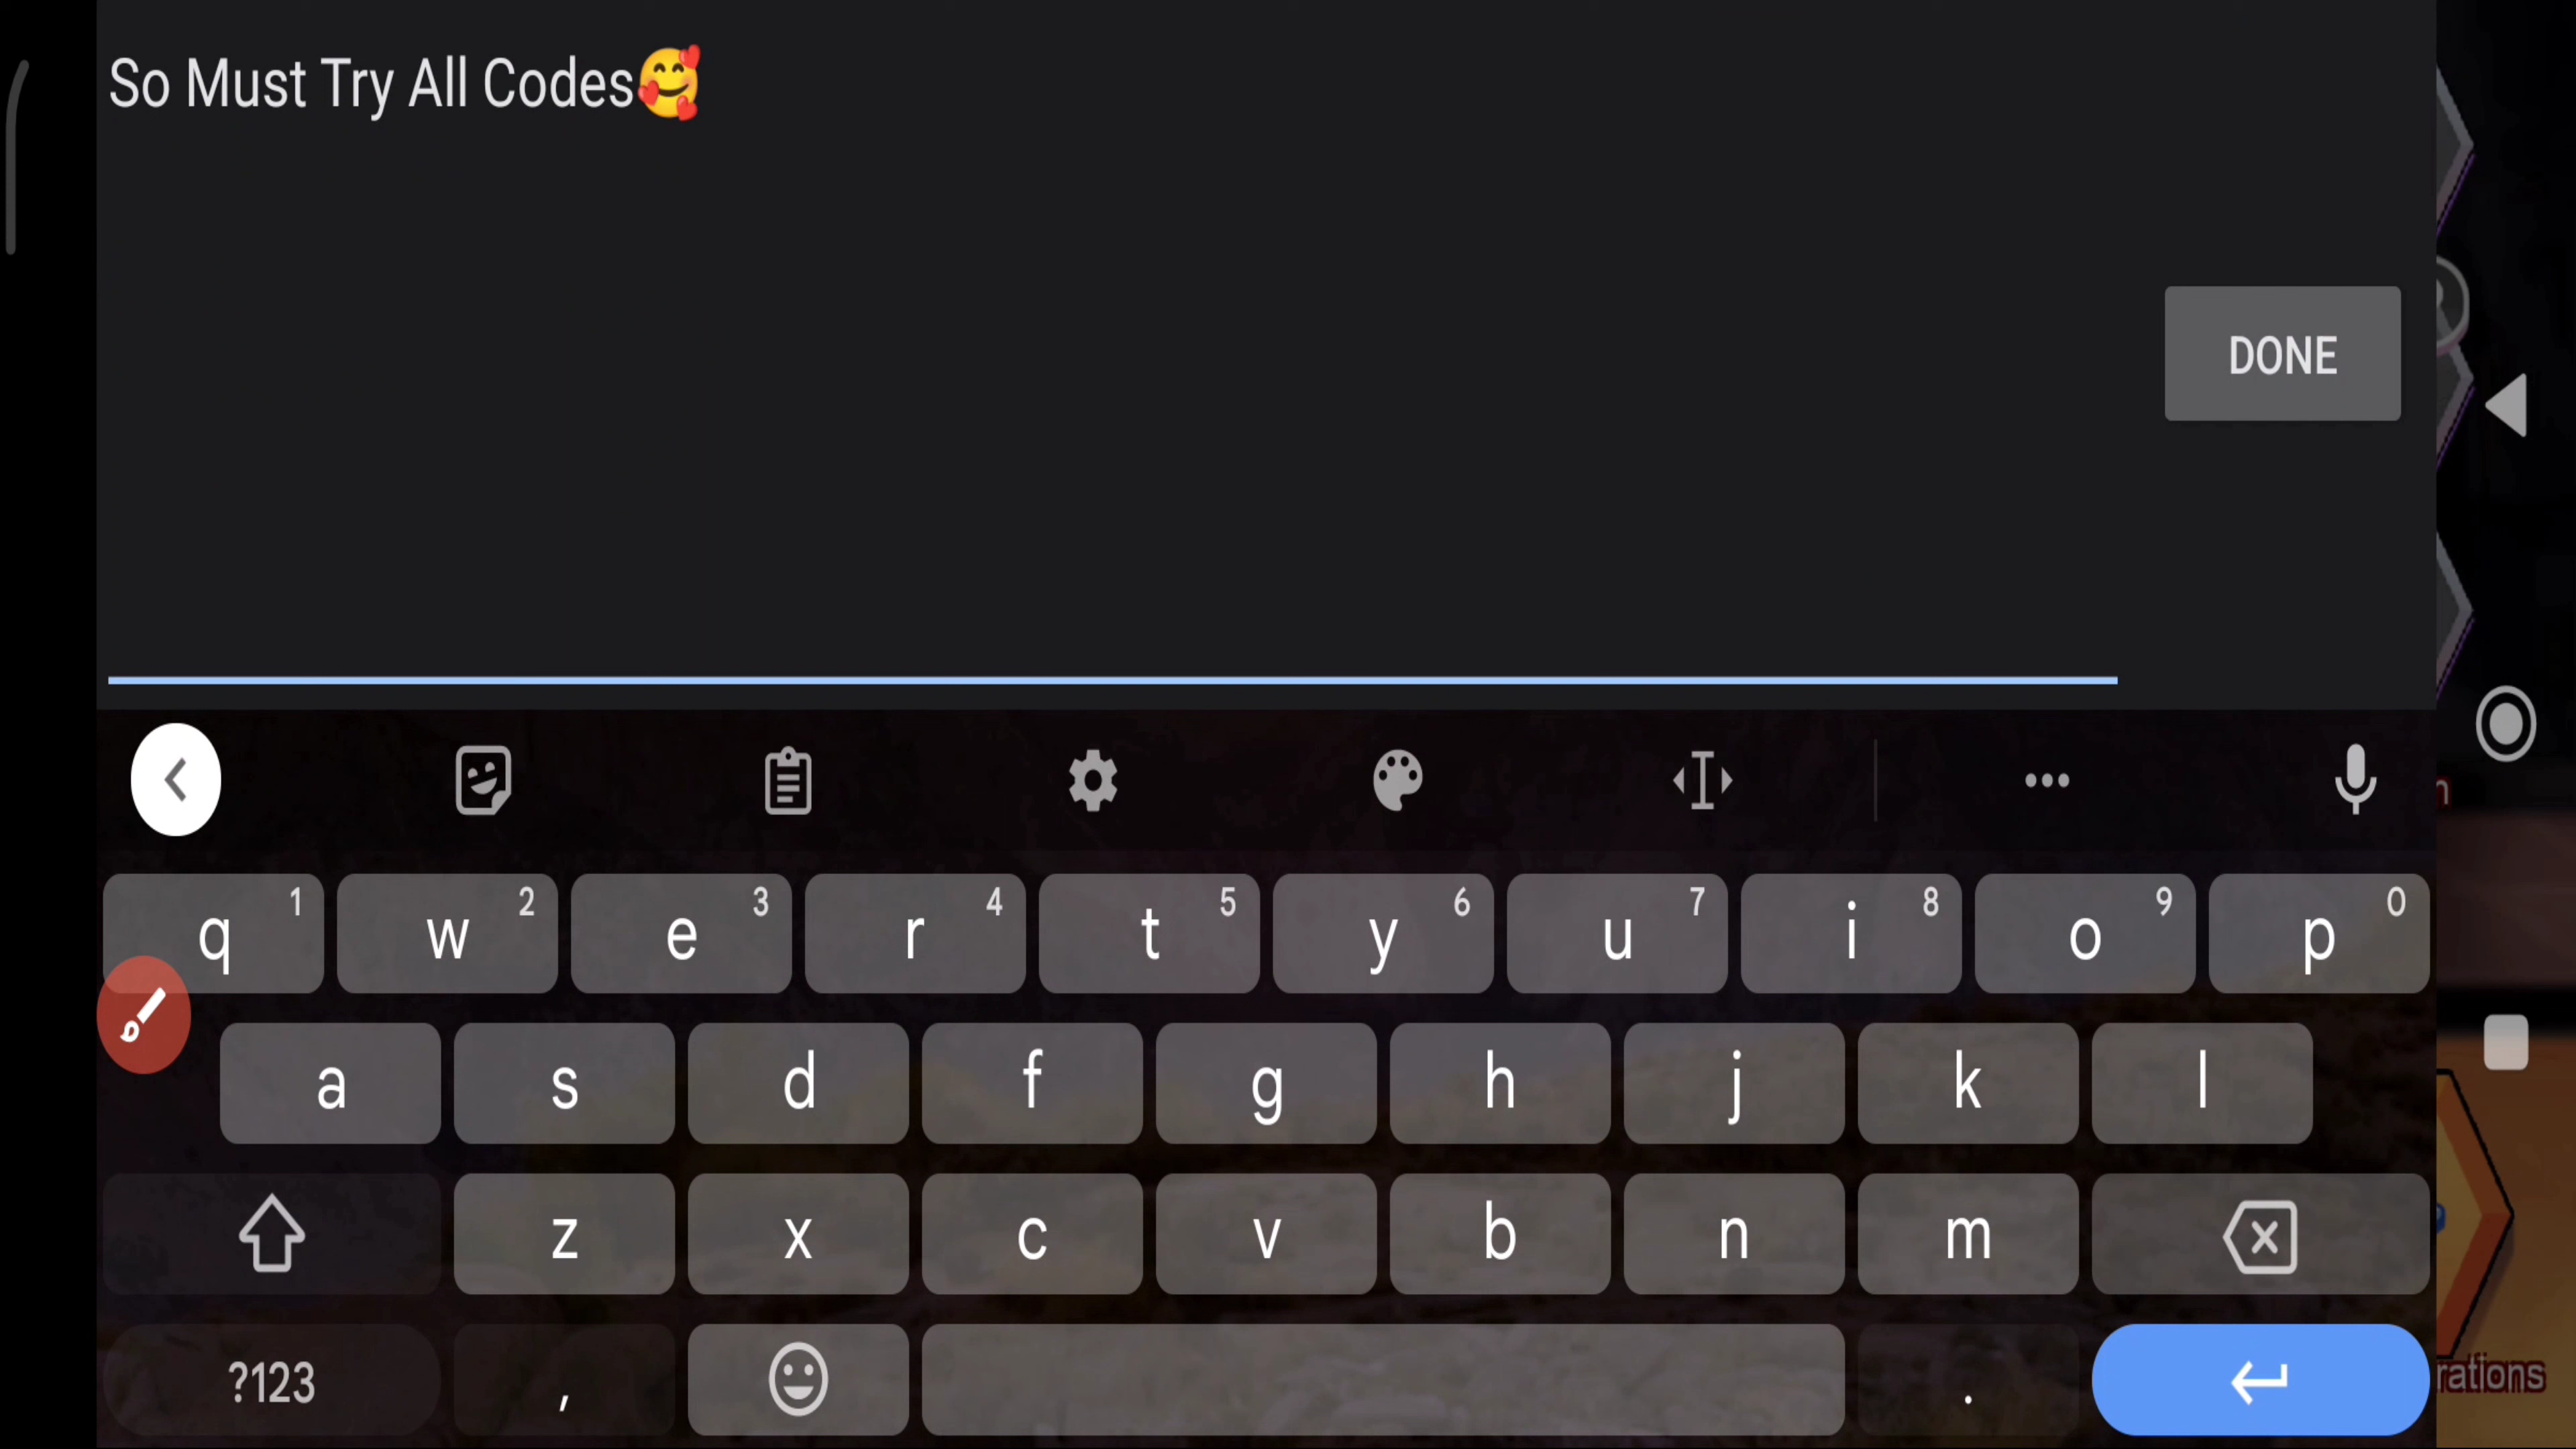 So Must Try All Codes🥰
DONE
n
q 1 w 2 e 3 r 4 t 5 y 6 u 7 i 8 o 9 p 0
a s d f g h j k l
z x c v b n m
?123 , .
rations